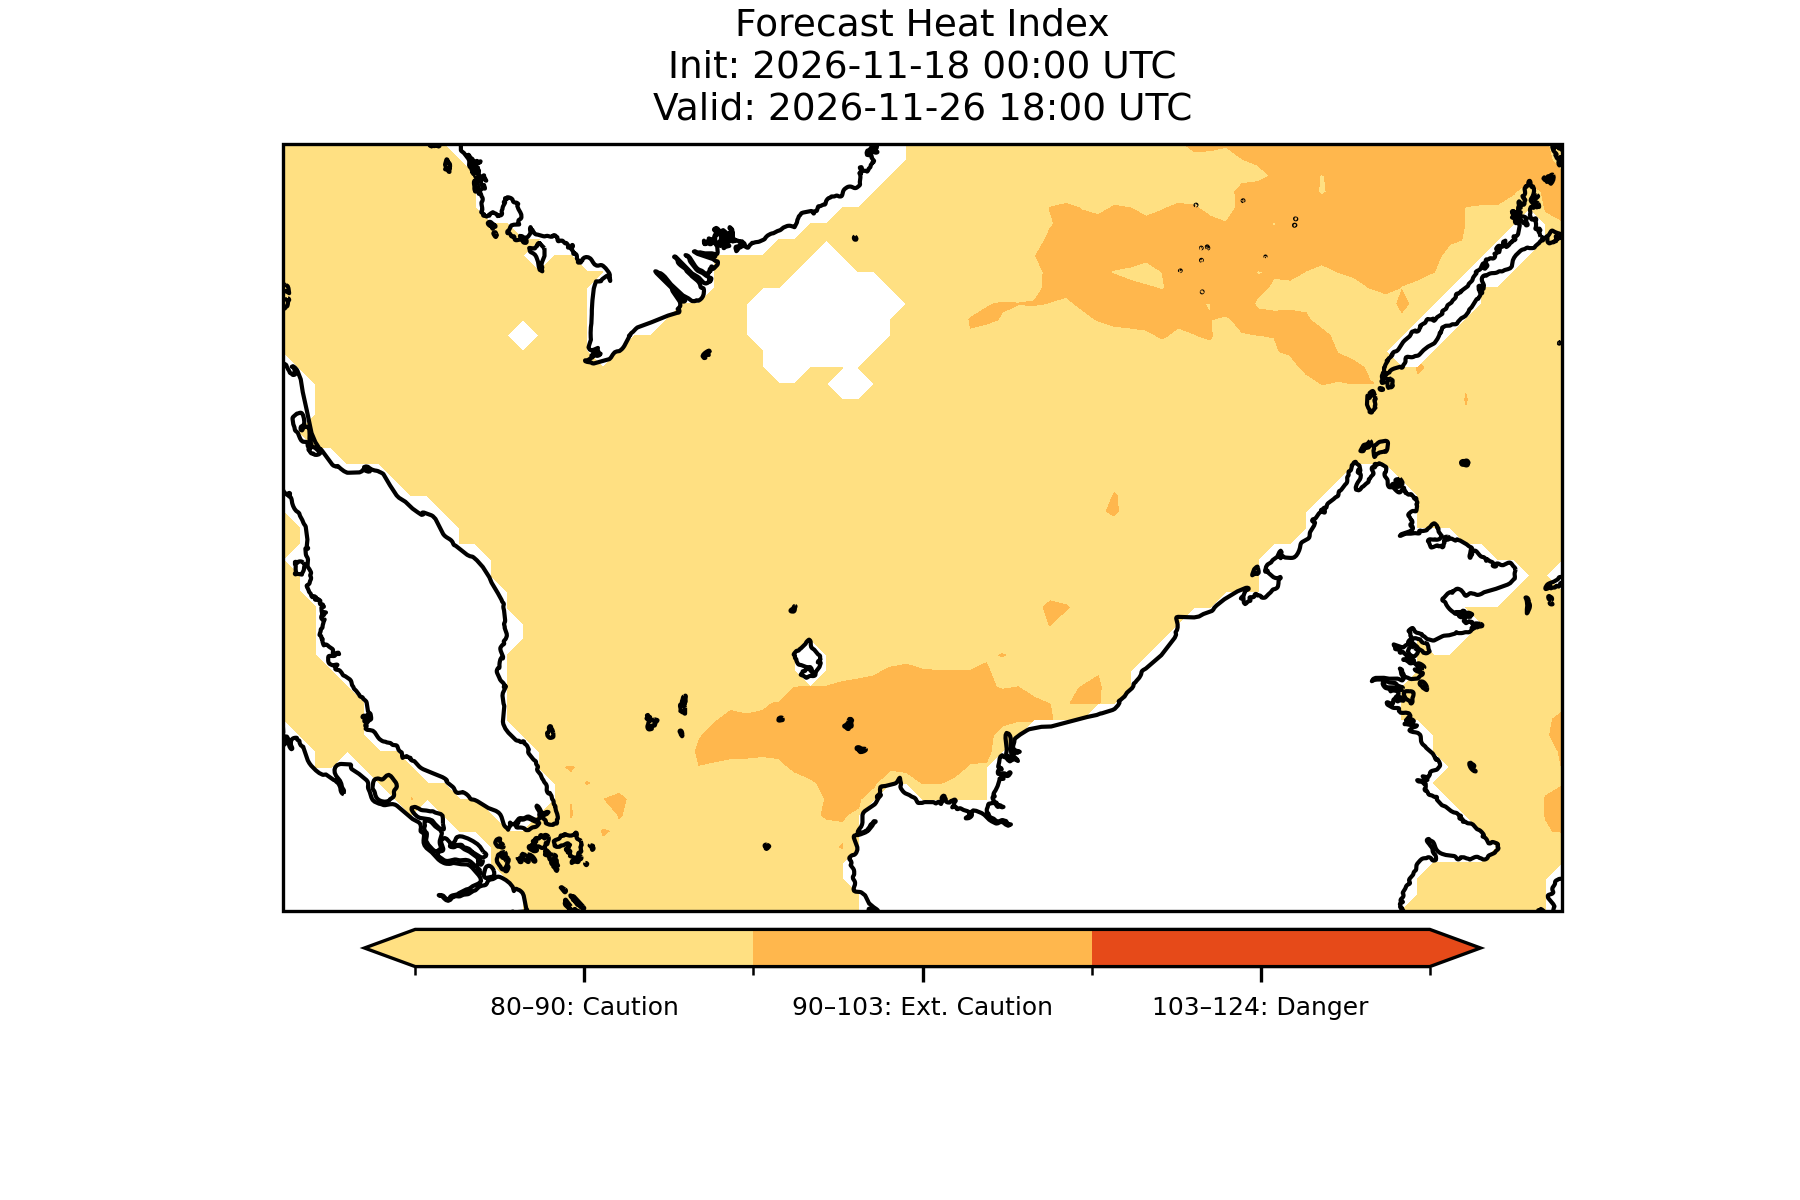 Forecast Heat Index
Init: 2026-11-18 00:00 UTC
Valid: 2026-11-26 18:00 UTC
80–90: Caution
90–103: Ext. Caution
103–124: Danger